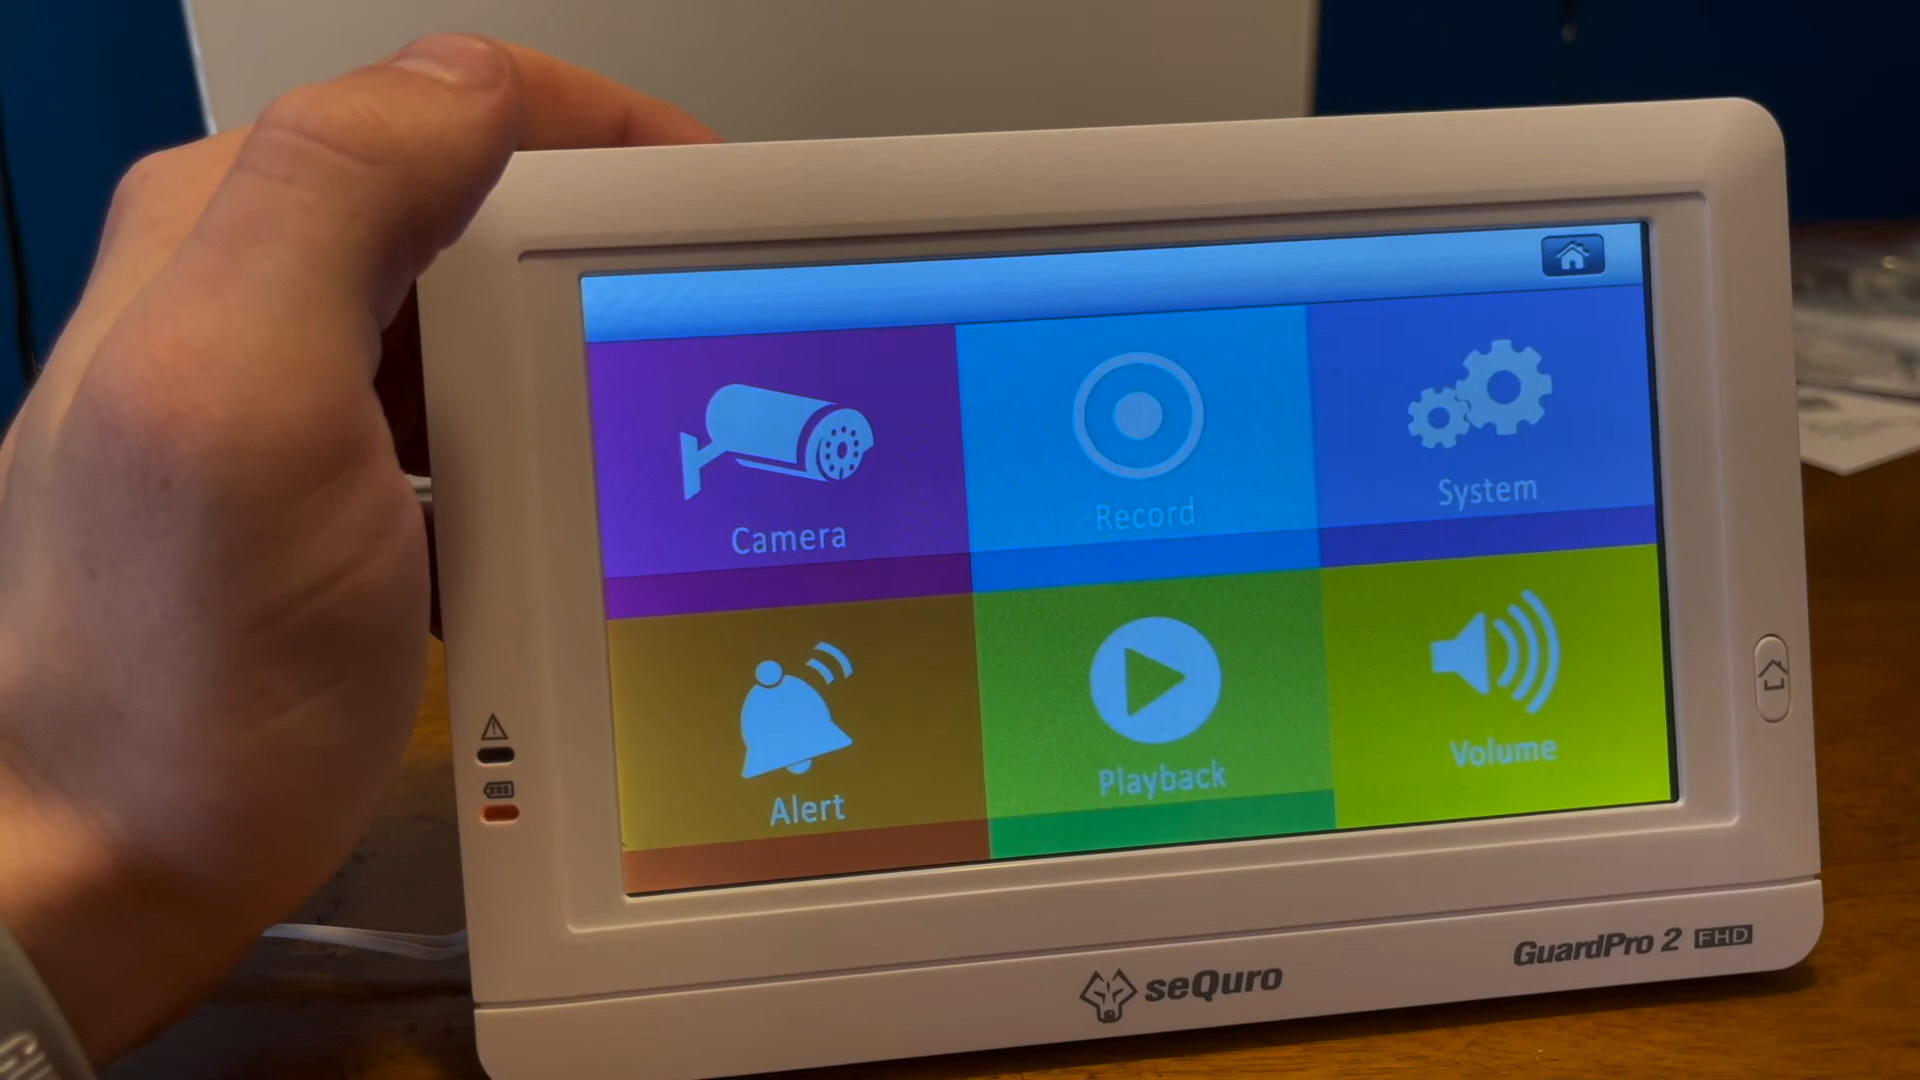 Camera
Record
System
Alert
Playback
Volume
seQuro
GuardPro 2 FHD